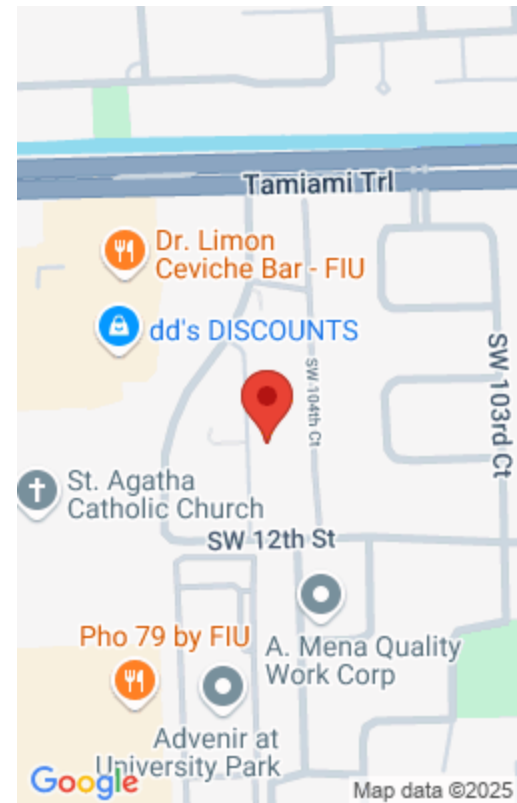 Tamiami Trl
Dr. Limon
Ceviche Bar - FIU
dd's DISCOUNTS
SW 104th Ct
SW 103rd Ct
St. Agatha
Catholic Church
SW 12th St
Pho 79 by FIU
A. Mena Quality
Work Corp
Advenir at
University Park
Google
Map data ©2025